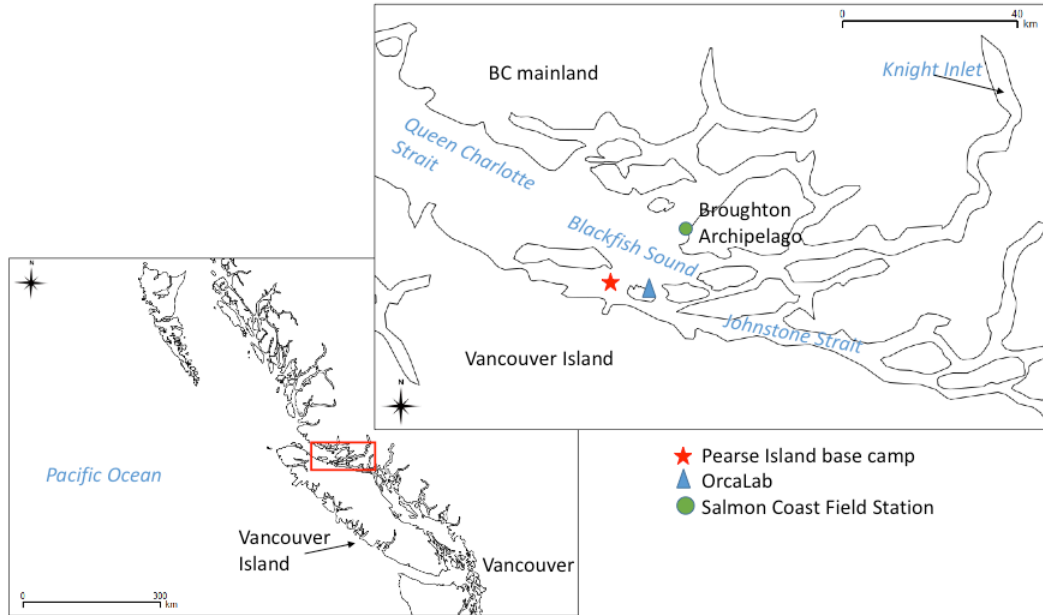 0 40
km
BC mainland
Knight Inlet
Queen Charlotte
Strait
Broughton
Archipelago
Blackfish Sound
Johnstone Strait
Vancouver Island
N
N
Pacific Ocean
Vancouver
Island
Vancouver
0 300
km
Pearse Island base camp
OrcaLab
Salmon Coast Field Station